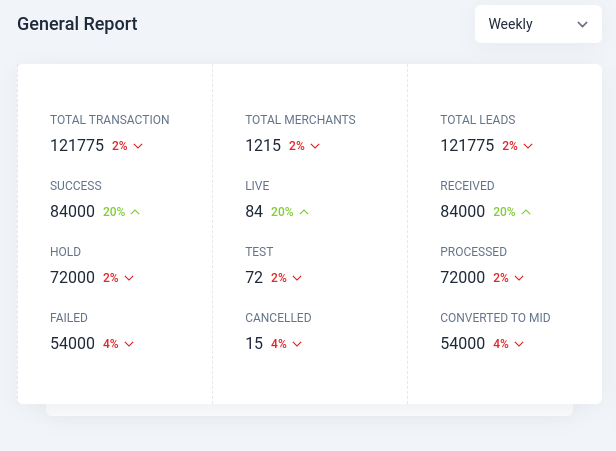 General Report
Weekly
TOTAL TRANSACTION
121775 2%
SUCCESS
84000 20%
HOLD
72000 2%
FAILED
54000 4%
TOTAL MERCHANTS
1215 2%
LIVE
84 20%
TEST
72 2%
CANCELLED
15 4%
TOTAL LEADS
121775 2%
RECEIVED
84000 20%
PROCESSED
72000 2%
CONVERTED TO MID
54000 4%